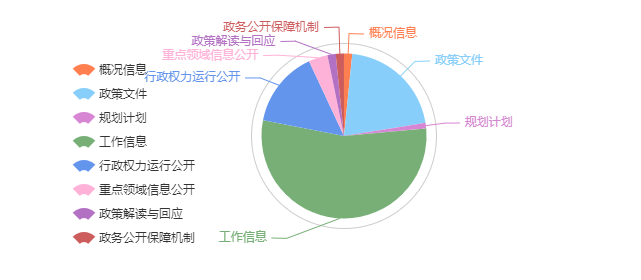 政务公开保障机制
概况信息
政策解读与回应
重点领域信息公开
政策文件
概况信息
行政权力运行公开
政策文件
规划计划
规划计划
工作信息
行政权力运行公开
重点领域信息公开
政策解读与回应
政务公开保障机制
工作信息